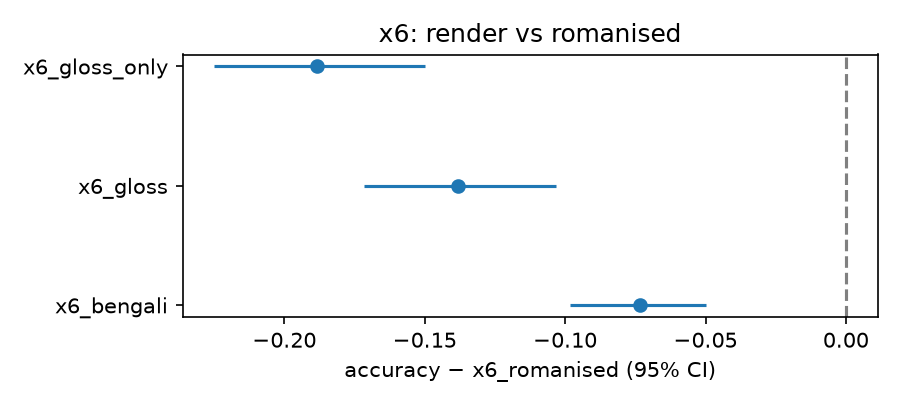 x6: render vs romanised
x6_gloss_only
x6_gloss
x6_bengali
−0.20 −0.15 −0.10 −0.05 0.00
accuracy − x6_romanised (95% CI)